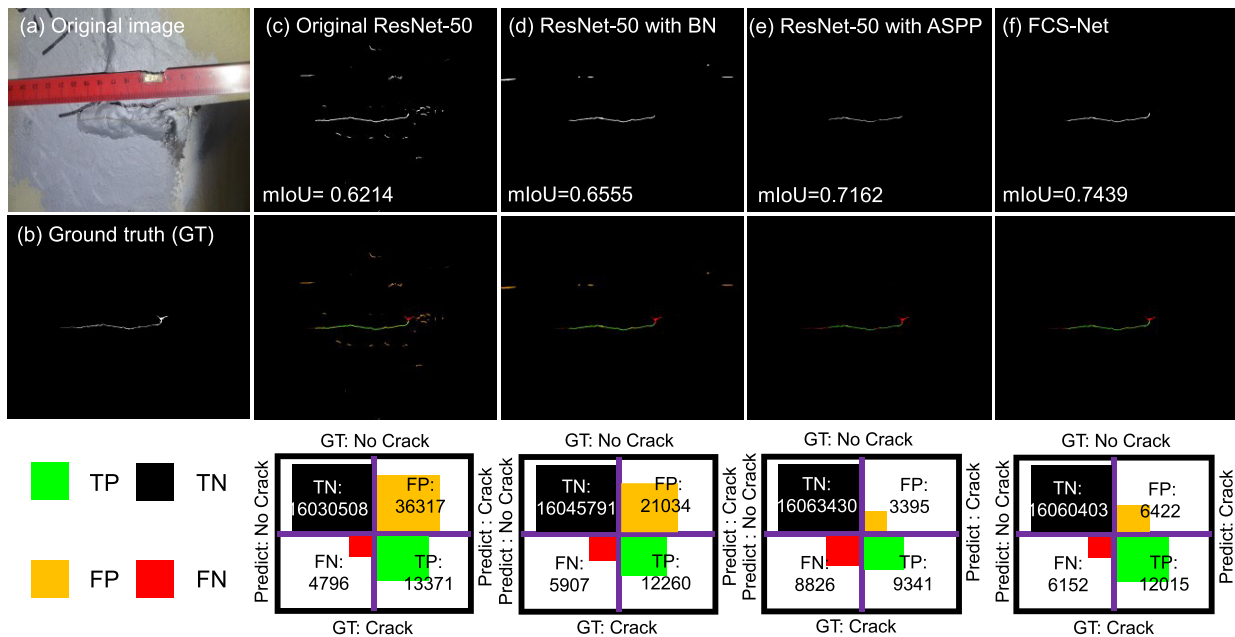 (a) Original image
(c) Original ResNet-50
(d) ResNet-50 with BN
(e) ResNet-50 with ASPP
(f) FCS-Net
mIoU= 0.6214
mIoU=0.6555
mIoU=0.7162
mIoU=0.7439
(b) Ground truth (GT)
TP
TN
FP
FN
GT: No Crack
Predict: No Crack
TN:
16030508
FP:
36317
FN:
4796
TP:
13371
Predict : Crack
GT: Crack
GT: No Crack
Predict : No Crack
TN:
16045791
FP:
21034
FN:
5907
TP:
12260
Predict : Crack
GT: Crack
GT: No Crack
Predict : No Crack
TN:
16063430
FP:
3395
FN:
8826
TP:
9341
Predict : Crack
GT: Crack
GT: No Crack
Predict: No Crack
TN:
16060403
FP:
6422
FN:
6152
TP:
12015
Predict: Crack
GT: Crack